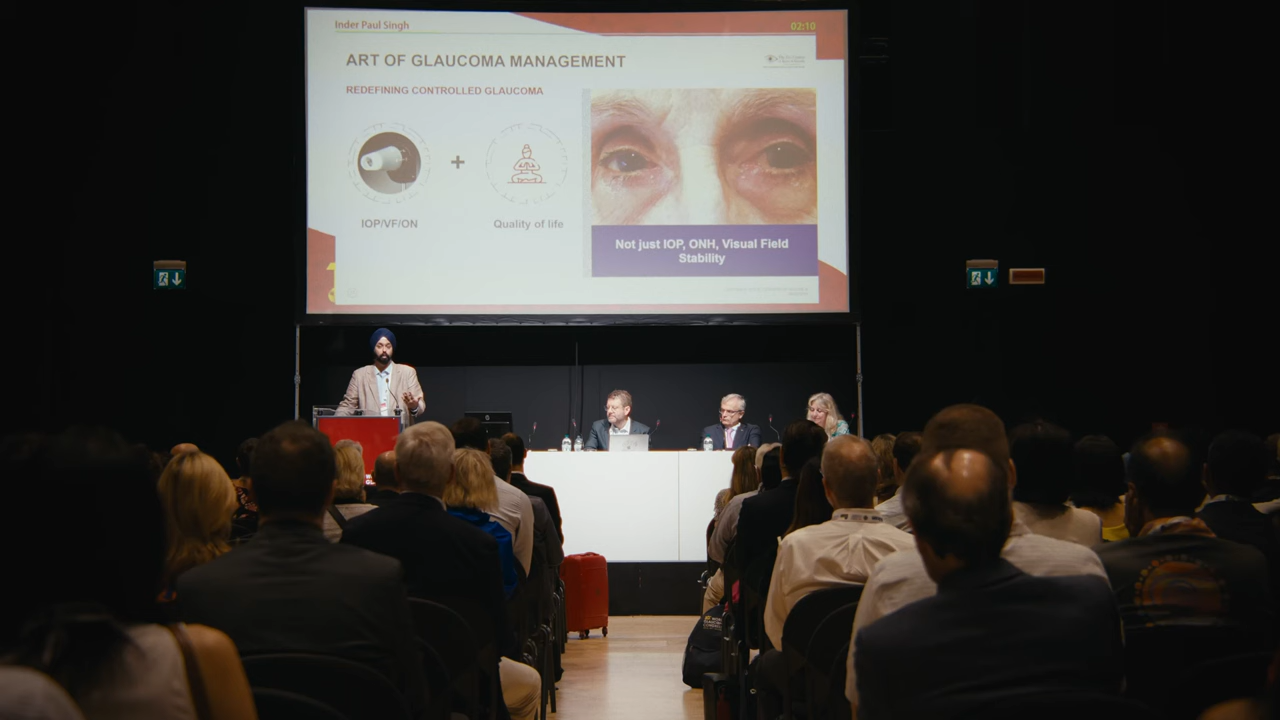 Inder Paul Singh
02:10
ART OF GLAUCOMA MANAGEMENT
REDEFINING CONTROLLED GLAUCOMA
+
IOP/VF/ON
Quality of life
Not just IOP, ONH, Visual Field
Stability